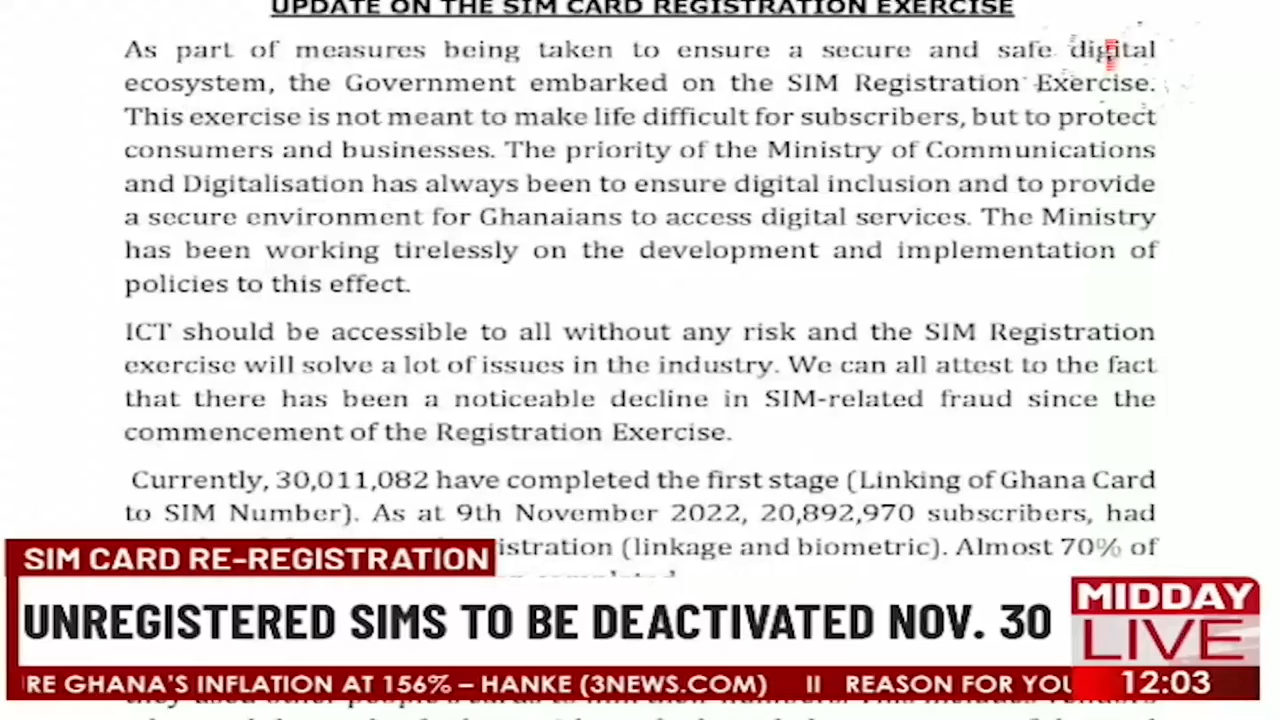 UPDATE ON THE SIM CARD REGISTRATION EXERCISE
As part of measures being taken to ensure a secure and safe digital
ecosystem, the Government embarked on the SIM Registration Exercise.
This exercise is not meant to make life difficult for subscribers, but to protect
consumers and businesses. The priority of the Ministry of Communications
and Digitalisation has always been to ensure digital inclusion and to provide
a secure environment for Ghanaians to access digital services. The Ministry
has been working tirelessly on the development and implementation of
policies to this effect.
ICT should be accessible to all without any risk and the SIM Registration
exercise will solve a lot of issues in the industry. We can all attest to the fact
that there has been a noticeable decline in SIM-related fraud since the
commencement of the Registration Exercise.
Currently, 30,011,082 have completed the first stage (Linking of Ghana Card
to SIM Number). As at 9th November 2022, 20,892,970 subscribers, had
istration (linkage and biometric). Almost 70% of
SIM CARD RE-REGISTRATION
UNREGISTERED SIMS TO BE DEACTIVATED NOV. 30
MIDDAY
LIVE
RE GHANA'S INFLATION AT 156% – HANKE (3NEWS.COM) || REASON FOR YOU
12:03